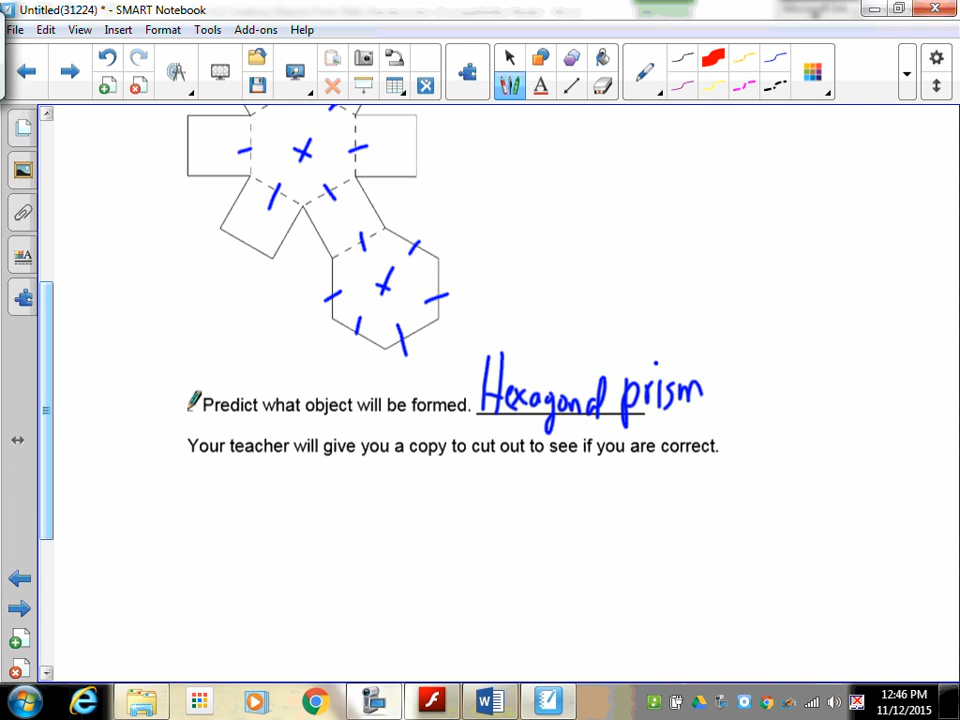 Untitled(31224) * - SMART Notebook
File Edit View Insert Format Tools Add-ons Help
Predict what object will be formed. Hexagonal prism
Your teacher will give you a copy to cut out to see if you are correct.
12:46 PM
11/12/2015